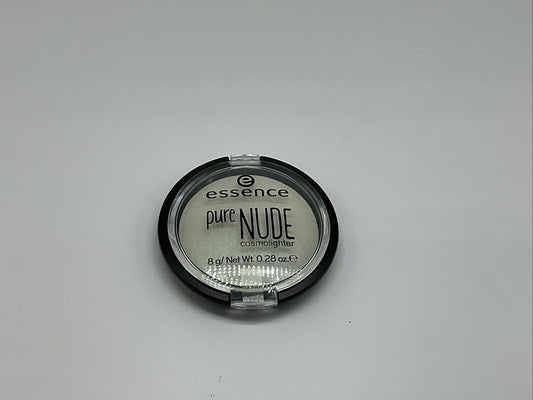 essence
pure NUDE
cosmolighter
8 g/ Net Wt. 0.28 oz.℮